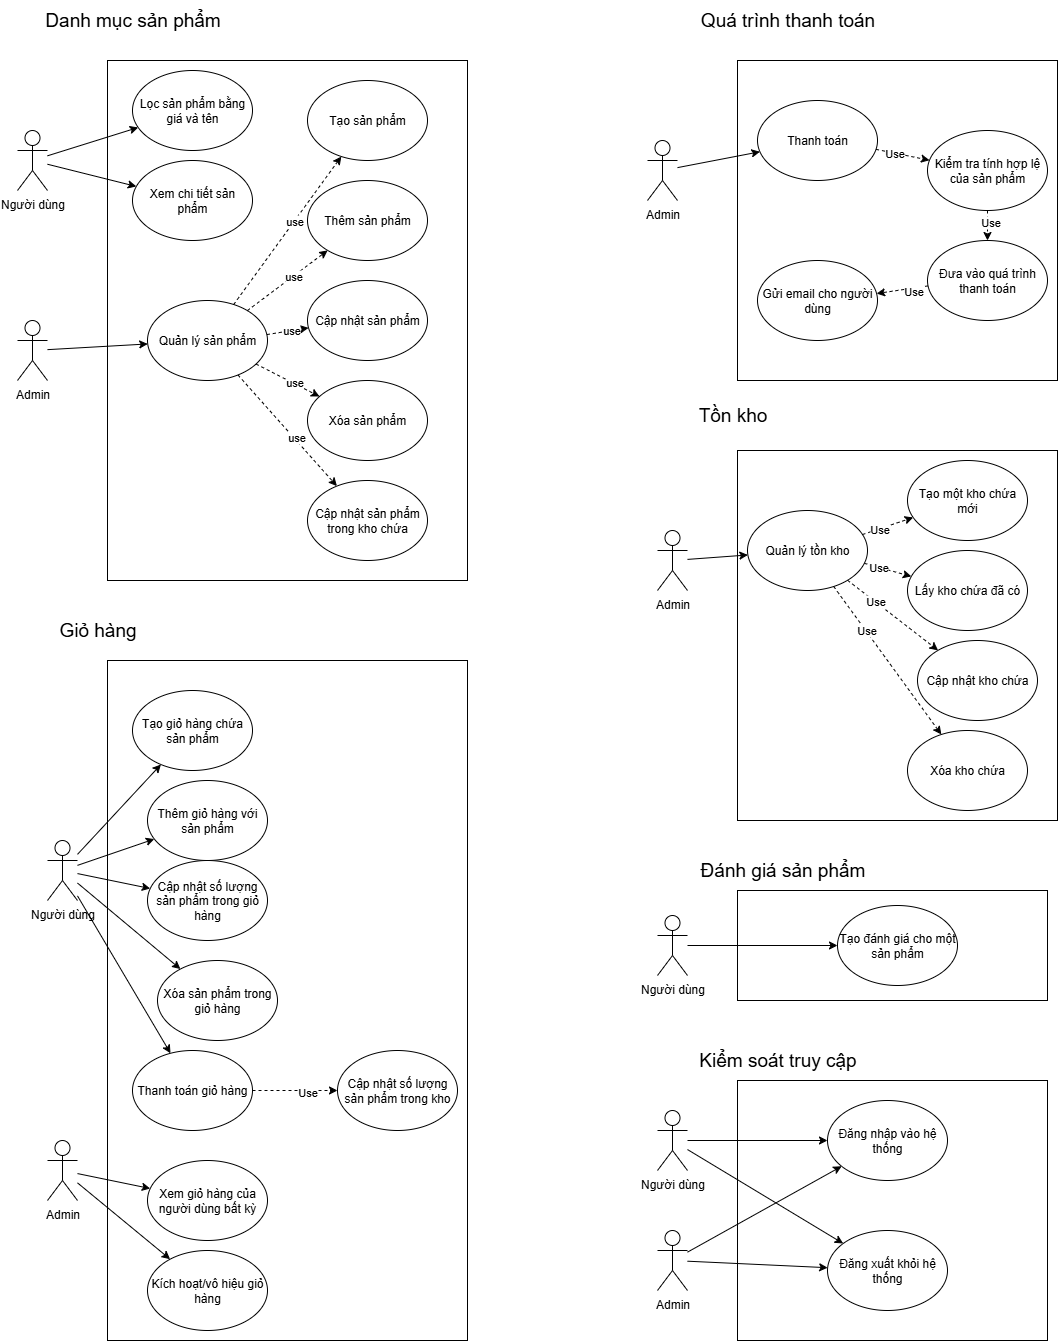 Danh mục sản phẩm
Lọc sản phẩm bằng
giá và tên
Xem chi tiết sản
phẩm
Người dùng
Tạo sản phẩm
use
Thêm sản phẩm
use
Cập nhật sản phẩm
use
Quản lý sản phẩm
Admin
use
Xóa sản phẩm
use
Cập nhật sản phẩm
trong kho chứa
Giỏ hàng
Tạo giỏ hàng chứa
sản phẩm
Thêm giỏ hàng với
sản phẩm
Cập nhật số lượng
sản phẩm trong giỏ
hàng
Người dùng
Xóa sản phẩm trong
giỏ hàng
Thanh toán giỏ hàng
Use
Cập nhật số lượng
sản phẩm trong kho
Admin
Xem giỏ hàng của
người dùng bất kỳ
Kích hoạt/vô hiệu giỏ
hàng
Quá trình thanh toán
Thanh toán
Use
Kiểm tra tính hợp lệ
của sản phẩm
Admin
Use
Đưa vào quá trình
thanh toán
Use
Gửi email cho người
dùng
Tồn kho
Tạo một kho chứa
mới
Use
Quản lý tồn kho
Use
Lấy kho chứa đã có
Admin
Use
Use
Cập nhật kho chứa
Xóa kho chứa
Đánh giá sản phẩm
Tạo đánh giá cho một
sản phẩm
Người dùng
Kiểm soát truy cập
Đăng nhập vào hệ
thống
Người dùng
Đăng xuất khỏi hệ
thống
Admin